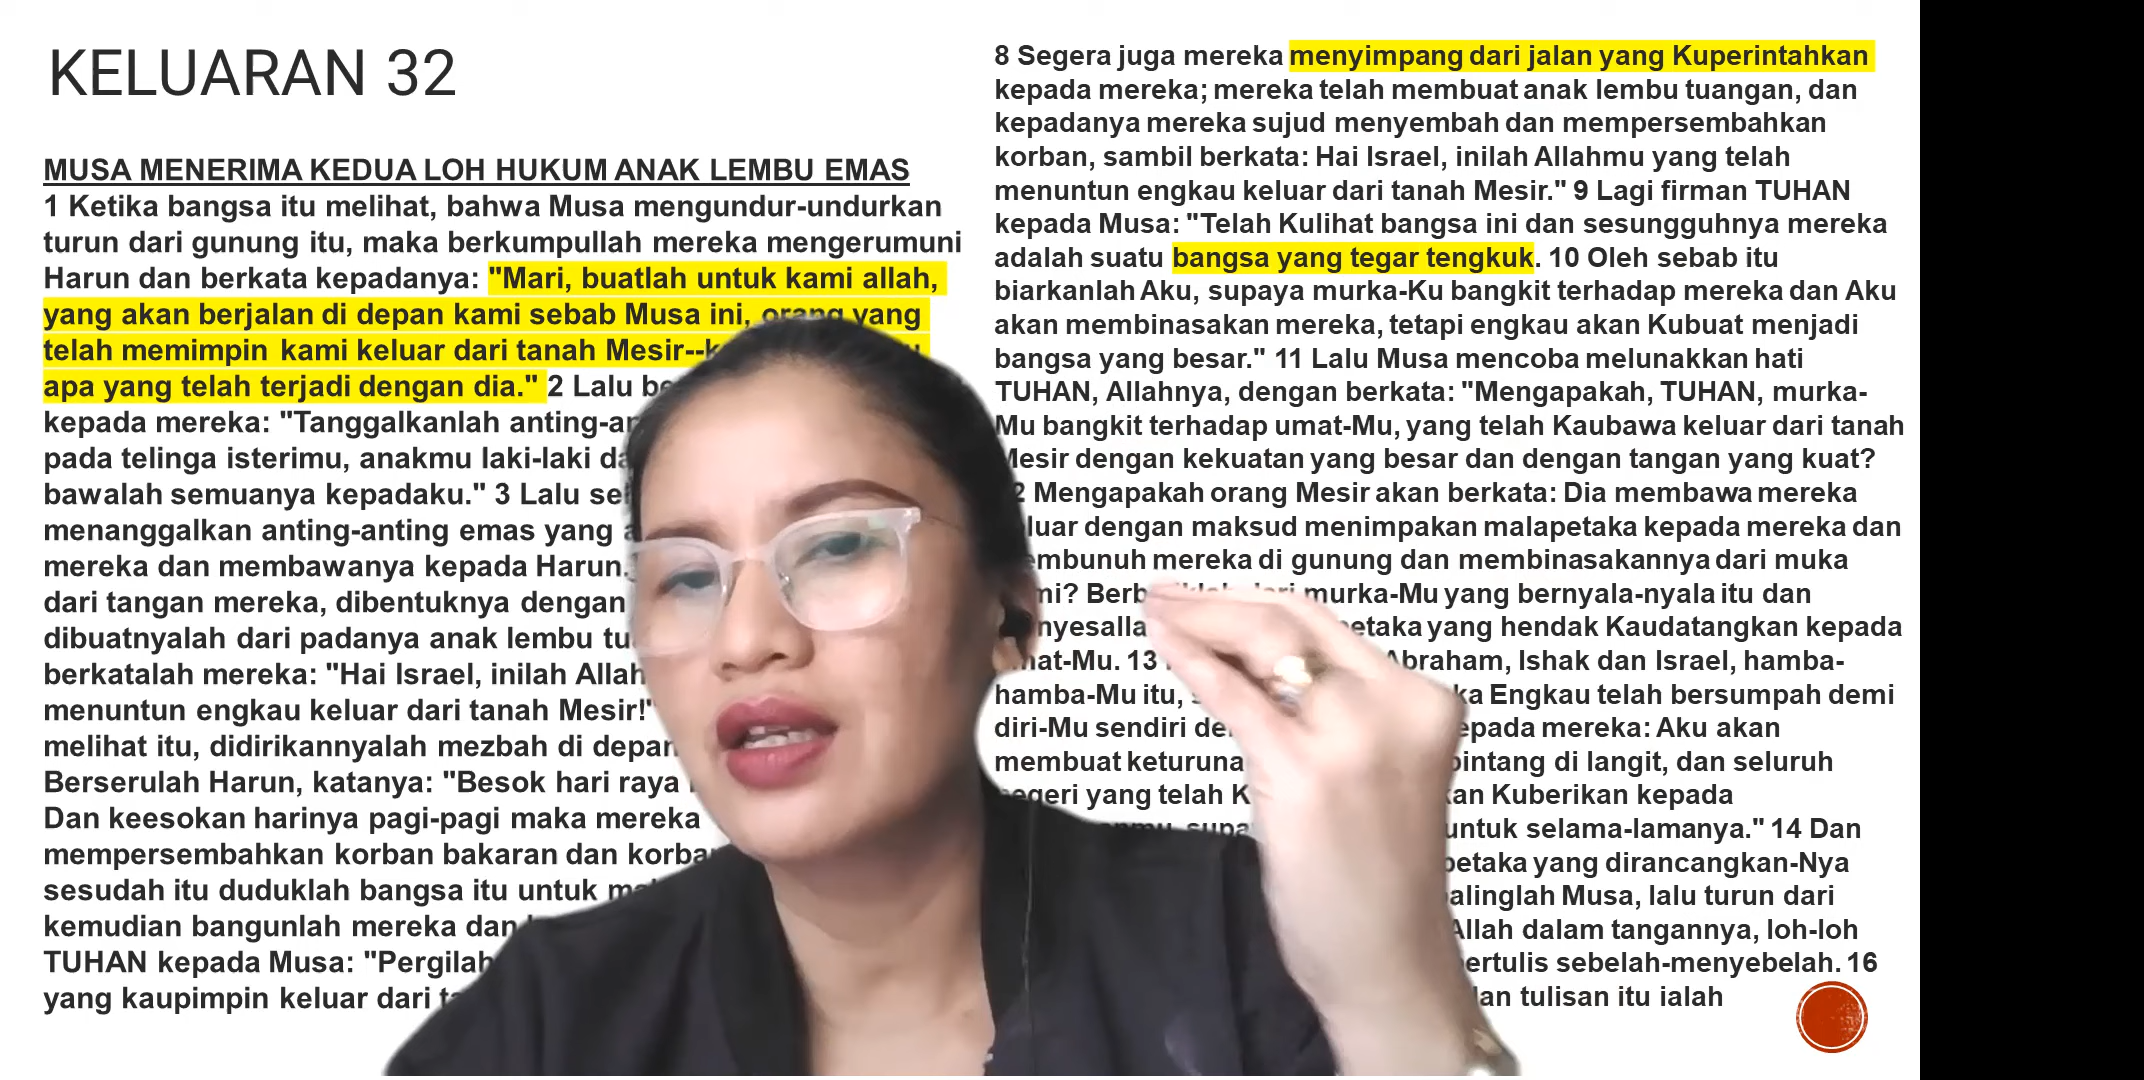 KELUARAN 32
MUSA MENERIMA KEDUA LOH HUKUM ANAK LEMBU EMAS
1 Ketika bangsa itu melihat, bahwa Musa mengundur-undurkan
turun dari gunung itu, maka berkumpullah mereka mengerumuni
Harun dan berkata kepadanya: "Mari, buatlah untuk kami allah,
yang akan berjalan di depan kami sebab Musa ini, orang yang
telah memimpin kami keluar dari tanah Mesir--
apa yang telah terjadi dengan dia." 2 Lalu
kepada mereka: "Tanggalkanlah
pada telinga isterimu, anakmu laki-laki
bawalah semuanya kepadaku." 3 Lalu
menanggalkan anting-anting emas yang
mereka dan membawanya kepada Harun.
dari tangan mereka, dibentuknya dengan
dibuatnyalah dari padanya anak lembu
berkatalah mereka: "Hai Israel, inilah
menuntun engkau keluar dari tanah Mesir!"
melihat itu, didirikannyalah mezbah di
Berserulah Harun, katanya: "Besok hari raya
Dan keesokan harinya pagi-pagi maka mereka
mempersembahkan korban bakaran dan
sesudah itu duduklah bangsa itu untuk
kemudian bangunlah mereka dan
TUHAN kepada Musa: "Pergilah
yang kaupimpin keluar dari
8 Segera juga mereka menyimpang dari jalan yang Kuperintahkan
kepada mereka; mereka telah membuat anak lembu tuangan, dan
kepadanya mereka sujud menyembah dan mempersembahkan
korban, sambil berkata: Hai Israel, inilah Allahmu yang telah
menuntun engkau keluar dari tanah Mesir." 9 Lagi firman TUHAN
kepada Musa: "Telah Kulihat bangsa ini dan sesungguhnya mereka
adalah suatu bangsa yang tegar tengkuk. 10 Oleh sebab itu
biarkanlah Aku, supaya murka-Ku bangkit terhadap mereka dan Aku
akan membinasakan mereka, tetapi engkau akan Kubuat menjadi
bangsa yang besar." 11 Lalu Musa mencoba melunakkan hati
TUHAN, Allahnya, dengan berkata: "Mengapakah, TUHAN, murka-
Mu bangkit terhadap umat-Mu, yang telah Kaubawa keluar dari tanah
Mesir dengan kekuatan yang besar dan dengan tangan yang kuat?
Mengapakah orang Mesir akan berkata: Dia membawa mereka
dengan maksud menimpakan malapetaka kepada mereka dan
mereka di gunung dan membinasakannya dari muka
murka-Mu yang bernyala-nyala itu dan
yang hendak Kaudatangkan kepada
13 Abraham, Ishak dan Israel, hamba-
hamba-Mu itu, Engkau telah bersumpah demi
diri-Mu sendiri kepada mereka: Aku akan
membuat bintang di langit, dan seluruh
negeri yang telah Kuberikan kepada
untuk selama-lamanya." 14 Dan
yang dirancangkan-Nya
Musa, lalu turun dari
Allah dalam tangannya, loh-loh
sebelah-menyebelah. 16
tulisan itu ialah